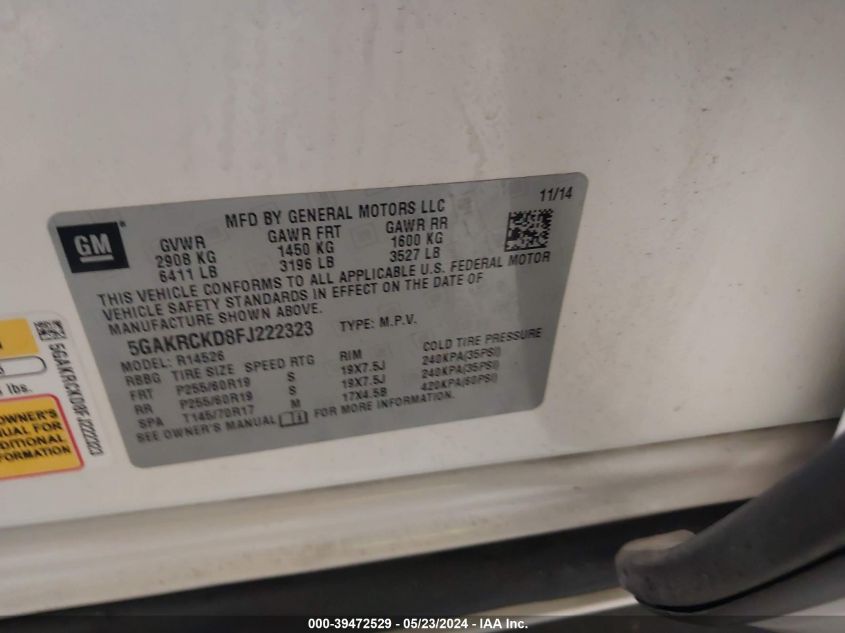 MFD BY GENERAL MOTORS LLC
11/14
GM
GVWR GAWR FRT GAWR RR
2908 KG 1450 KG 1600 KG
6411 LB 3196 LB 3527 LB
THIS VEHICLE CONFORMS TO ALL APPLICABLE U.S. FEDERAL MOTOR
VEHICLE SAFETY STANDARDS IN EFFECT ON THE DATE OF
MANUFACTURE SHOWN ABOVE.
5GAKRCKD8FJ222323 TYPE: M.P.V.
MODEL: R14526
RBBG TIRE SIZE SPEED RTG RIM COLD TIRE PRESSURE
FRT P255/60R19 S 19X7.5J 240KPA(35PSI)
RR P255/60R19 S 19X7.5J 240KPA(35PSI)
SPA T145/70R17 M 17X4.5B 420KPA(60PSI)
SEE OWNER'S MANUAL FOR MORE INFORMATION.
5GAKRCKD8FJ222323
lbs.
OWNER'S
FOR
000-39472529 / 05/23/2024 - IAA Inc.